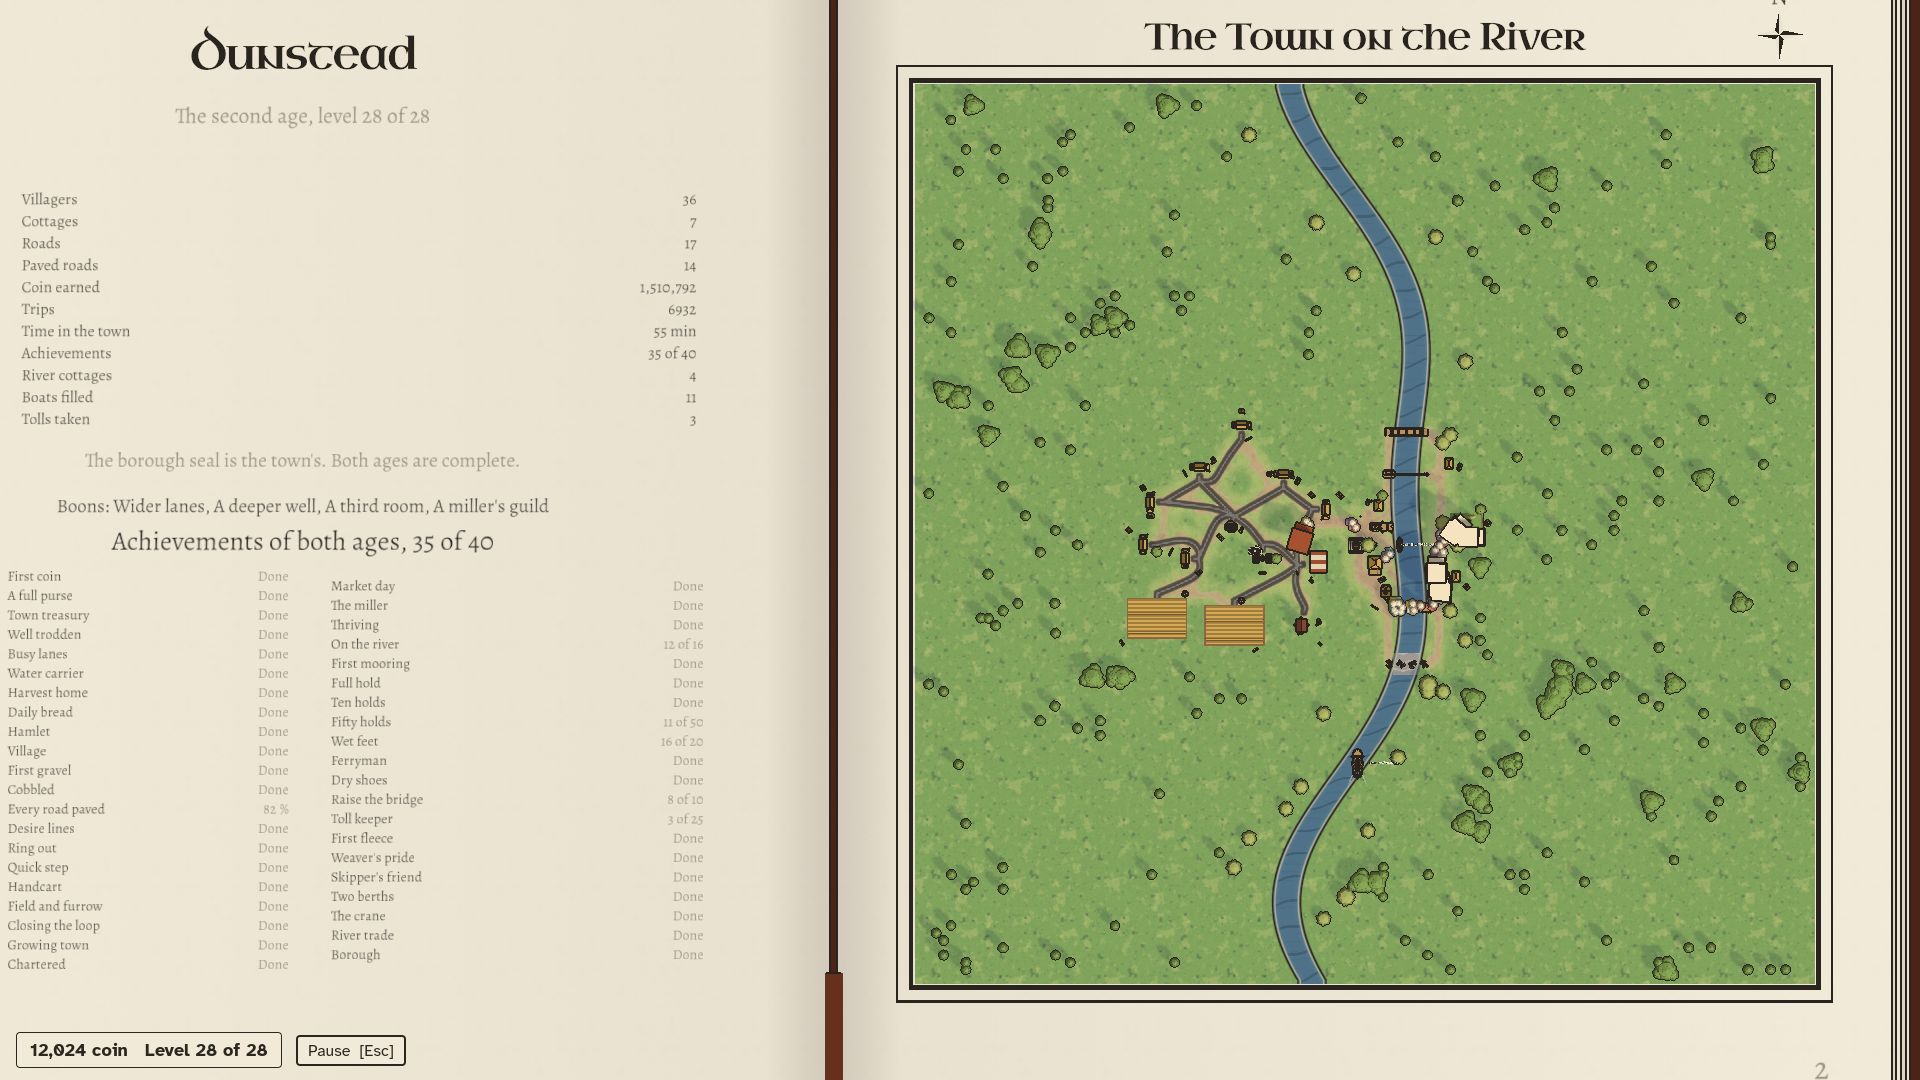 Dunstead
The second age, level 28 of 28
Villagers 36
Cottages 7
Roads 17
Paved roads 14
Coin earned 1,510,792
Trips 6932
Time in the town 55 min
Achievements 35 of 40
River cottages 4
Boats filled 11
Tolls taken 3
The borough seal is the town's. Both ages are complete.
Boons: Wider lanes, A deeper well, A third room, A miller's guild
Achievements of both ages, 35 of 40
First coin Done
A full purse Done
Town treasury Done
Well trodden Done
Busy lanes Done
Water carrier Done
Harvest home Done
Daily bread Done
Hamlet Done
Village Done
First gravel Done
Cobbled Done
Every road paved 82 %
Desire lines Done
Ring out Done
Quick step Done
Handcart Done
Field and furrow Done
Closing the loop Done
Growing town Done
Chartered Done
Market day Done
The miller Done
Thriving Done
On the river 12 of 16
First mooring Done
Full hold Done
Ten holds Done
Fifty holds 11 of 50
Wet feet 16 of 20
Ferryman Done
Dry shoes Done
Raise the bridge 8 of 10
Toll keeper 3 of 25
First fleece Done
Weaver's pride Done
Skipper's friend Done
Two berths Done
The crane Done
River trade Done
Borough Done
12,024 coin Level 28 of 28
Pause [Esc]
The Town on the River
N
2